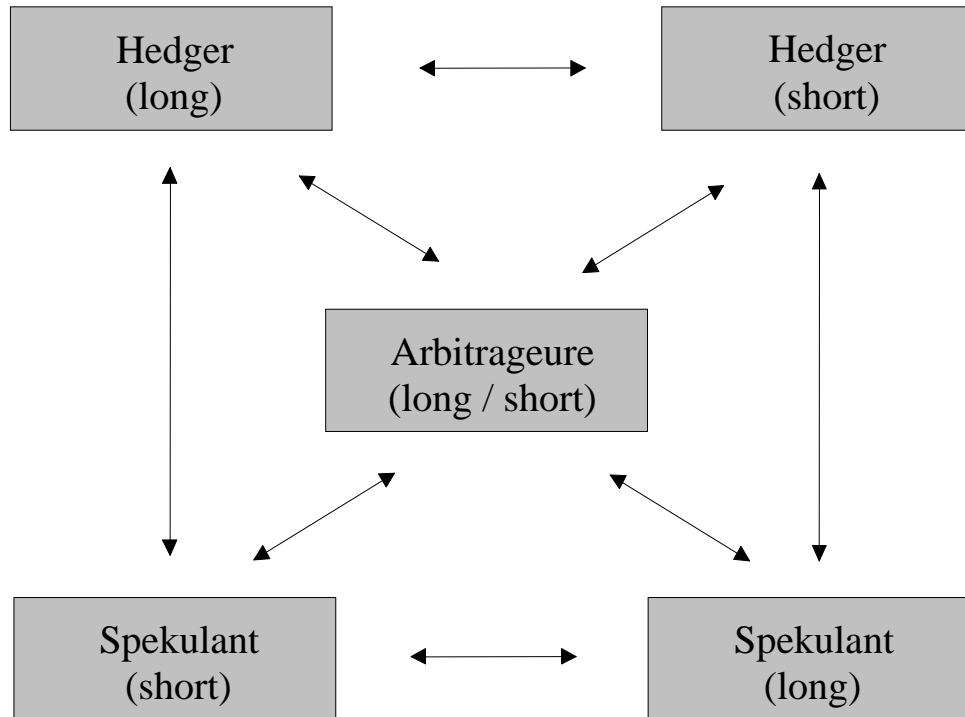 Hedger
(long)
Hedger
(short)
Arbitrageure
(long / short)
Spekulant
(short)
Spekulant
(long)